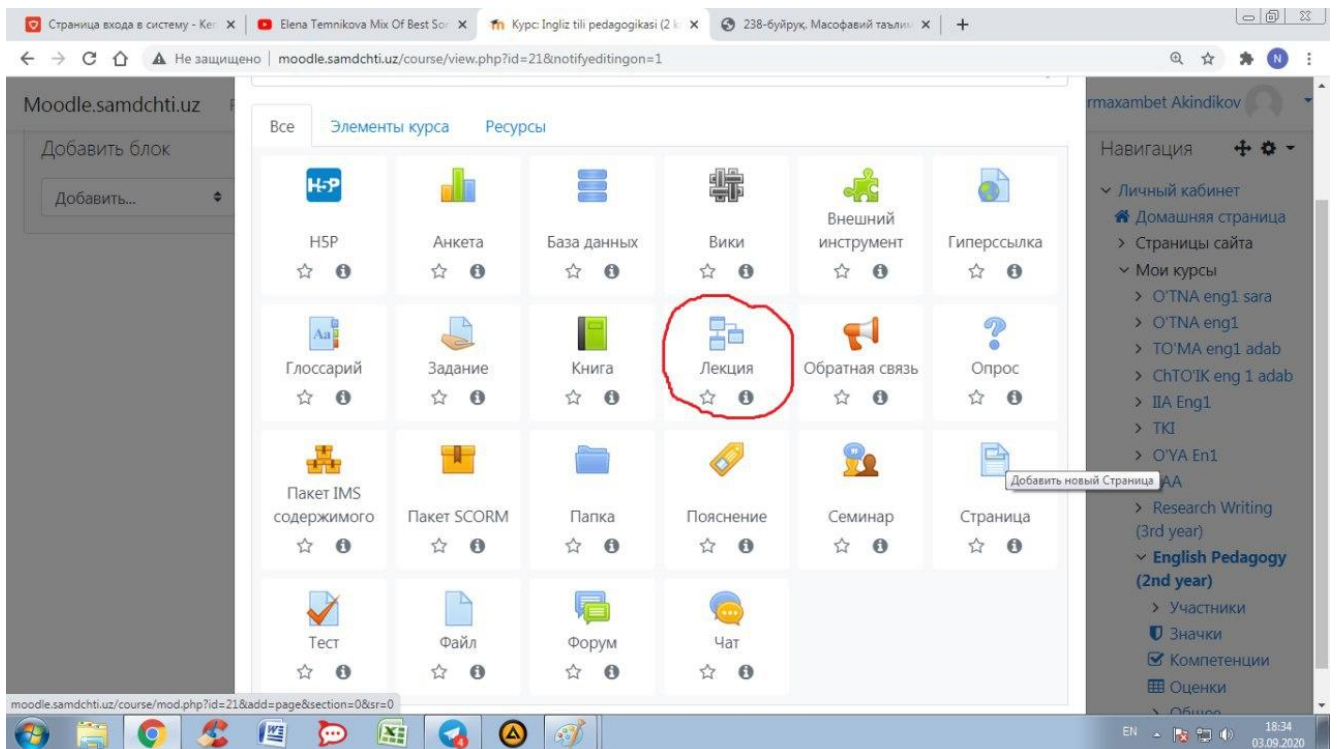 Страница входа в систему - Ker
Elena Temnikova Mix Of Best Son
Курс: Ingliz tili pedagogikasi (2 k
238-буйруқ. Масофавий таълим
Не защищено | moodle.samdchti.uz/course/view.php?id=21&notifyeditingon=1
N
Moodle.samdchti.uz
rmaxambet Akindikov
Добавить блок
Добавить...
Все Элементы курса Ресурсы
H5P
H5P
Анкета
База данных
Вики
Внешний
инструмент
Гиперссылка
Aa
Глоссарий
Задание
Книга
Лекция
Обратная связь
Опрос
Пакет IMS
содержимого
Пакет SCORM
Папка
Пояснение
Семинар
Страница
Добавить новый Страница
Тест
Файл
Форум
Чат
Навигация
Личный кабинет
Домашняя страница
Страницы сайта
Мои курсы
O'TNA eng1 sara
O'TNA eng1
TO'MA eng1 adab
ChTO'IK eng 1 adab
IIA Eng1
TKI
O'YA En1
AA
Research Writing
(3rd year)
English Pedagogy
(2nd year)
Участники
Значки
Компетенции
Оценки
Общее
moodle.samdchti.uz/course/mod.php?id=21&add=page&section=0&sr=0
EN
18:34
03.09.2020